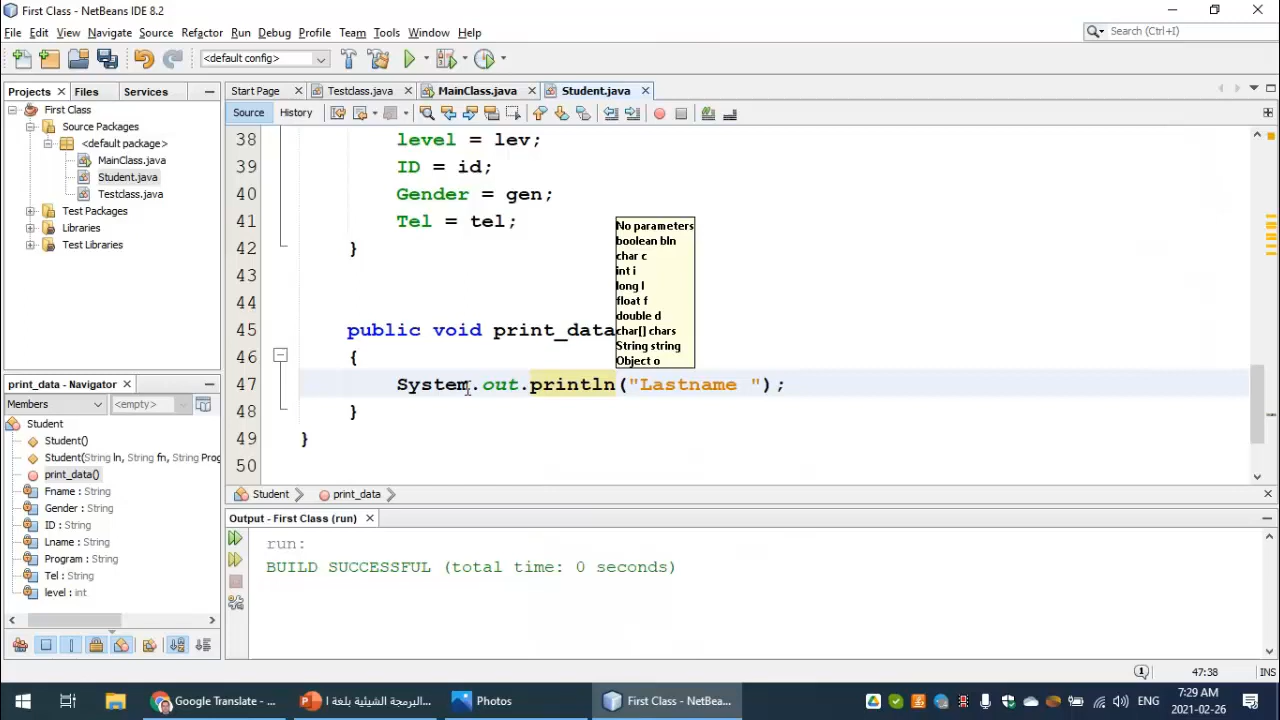 First Class - NetBeans IDE 8.2
File Edit View Navigate Source Refactor Run Debug Profile Team Tools Window Help
Search (Ctrl+I)
<default config>
Projects Files Services
Start Page Testclass.java MainClass.java Student.java
Source History
First Class
Source Packages
<default package>
MainClass.java
Student.java
Testclass.java
Test Packages
Libraries
Test Libraries
38 level = lev;
39 ID = id;
40 Gender = gen;
41 Tel = tel;
42 }
43
44
45 public void print_data
46 {
47 System.out.println("Lastname ");
48 }
49 }
50
No parameters
boolean bln
char c
int i
long l
float f
double d
char[] chars
String string
Object o
print_data - Navigator
Members <empty>
Student
Student()
Student(String ln, String fn, String Prog
print_data()
Fname : String
Gender : String
ID : String
Lname : String
Program : String
Tel : String
level : int
Student print_data
Output - First Class (run)
run:
BUILD SUCCESSFUL (total time: 0 seconds)
1 47:38 INS
Google Translate - ...
البرمجة الشيئية بلغة ا...
Photos
First Class - NetBea...
ENG
7:29 AM
2021-02-26